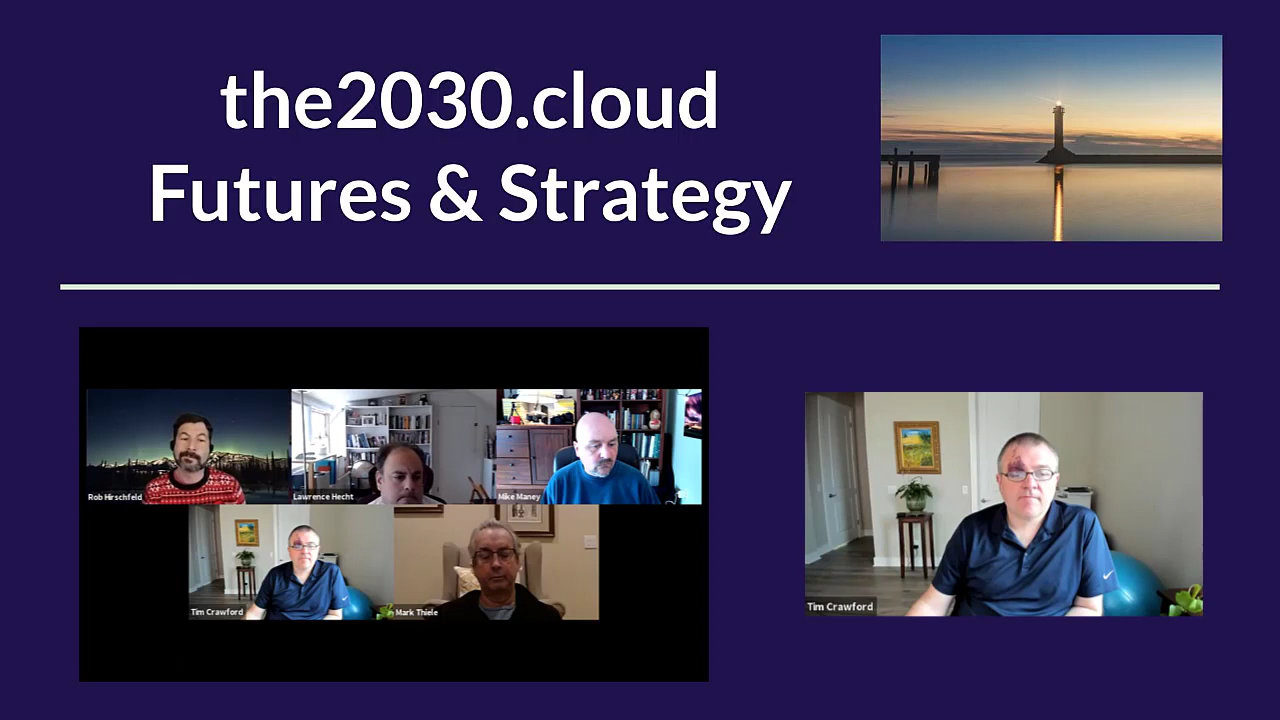 the2030.cloud
Futures & Strategy
Rob Hirschfeld
Lawrence Hecht
Mike Maney
Tim Crawford
Mark Thiele
Tim Crawford